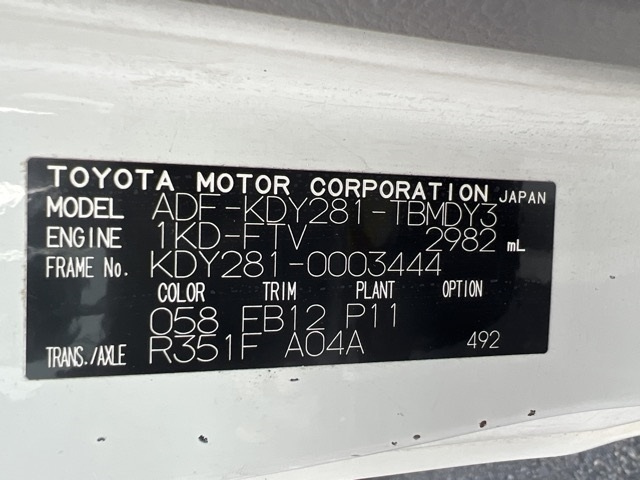 TOYOTA MOTOR CORPORATION JAPAN
MODEL ADF-KDY281-TBMDY3
ENGINE 1KD-FTV 2982 mL
FRAME No. KDY281-0003444
COLOR TRIM PLANT OPTION
058 FB12 P11
TRANS./AXLE R351F A04A 492